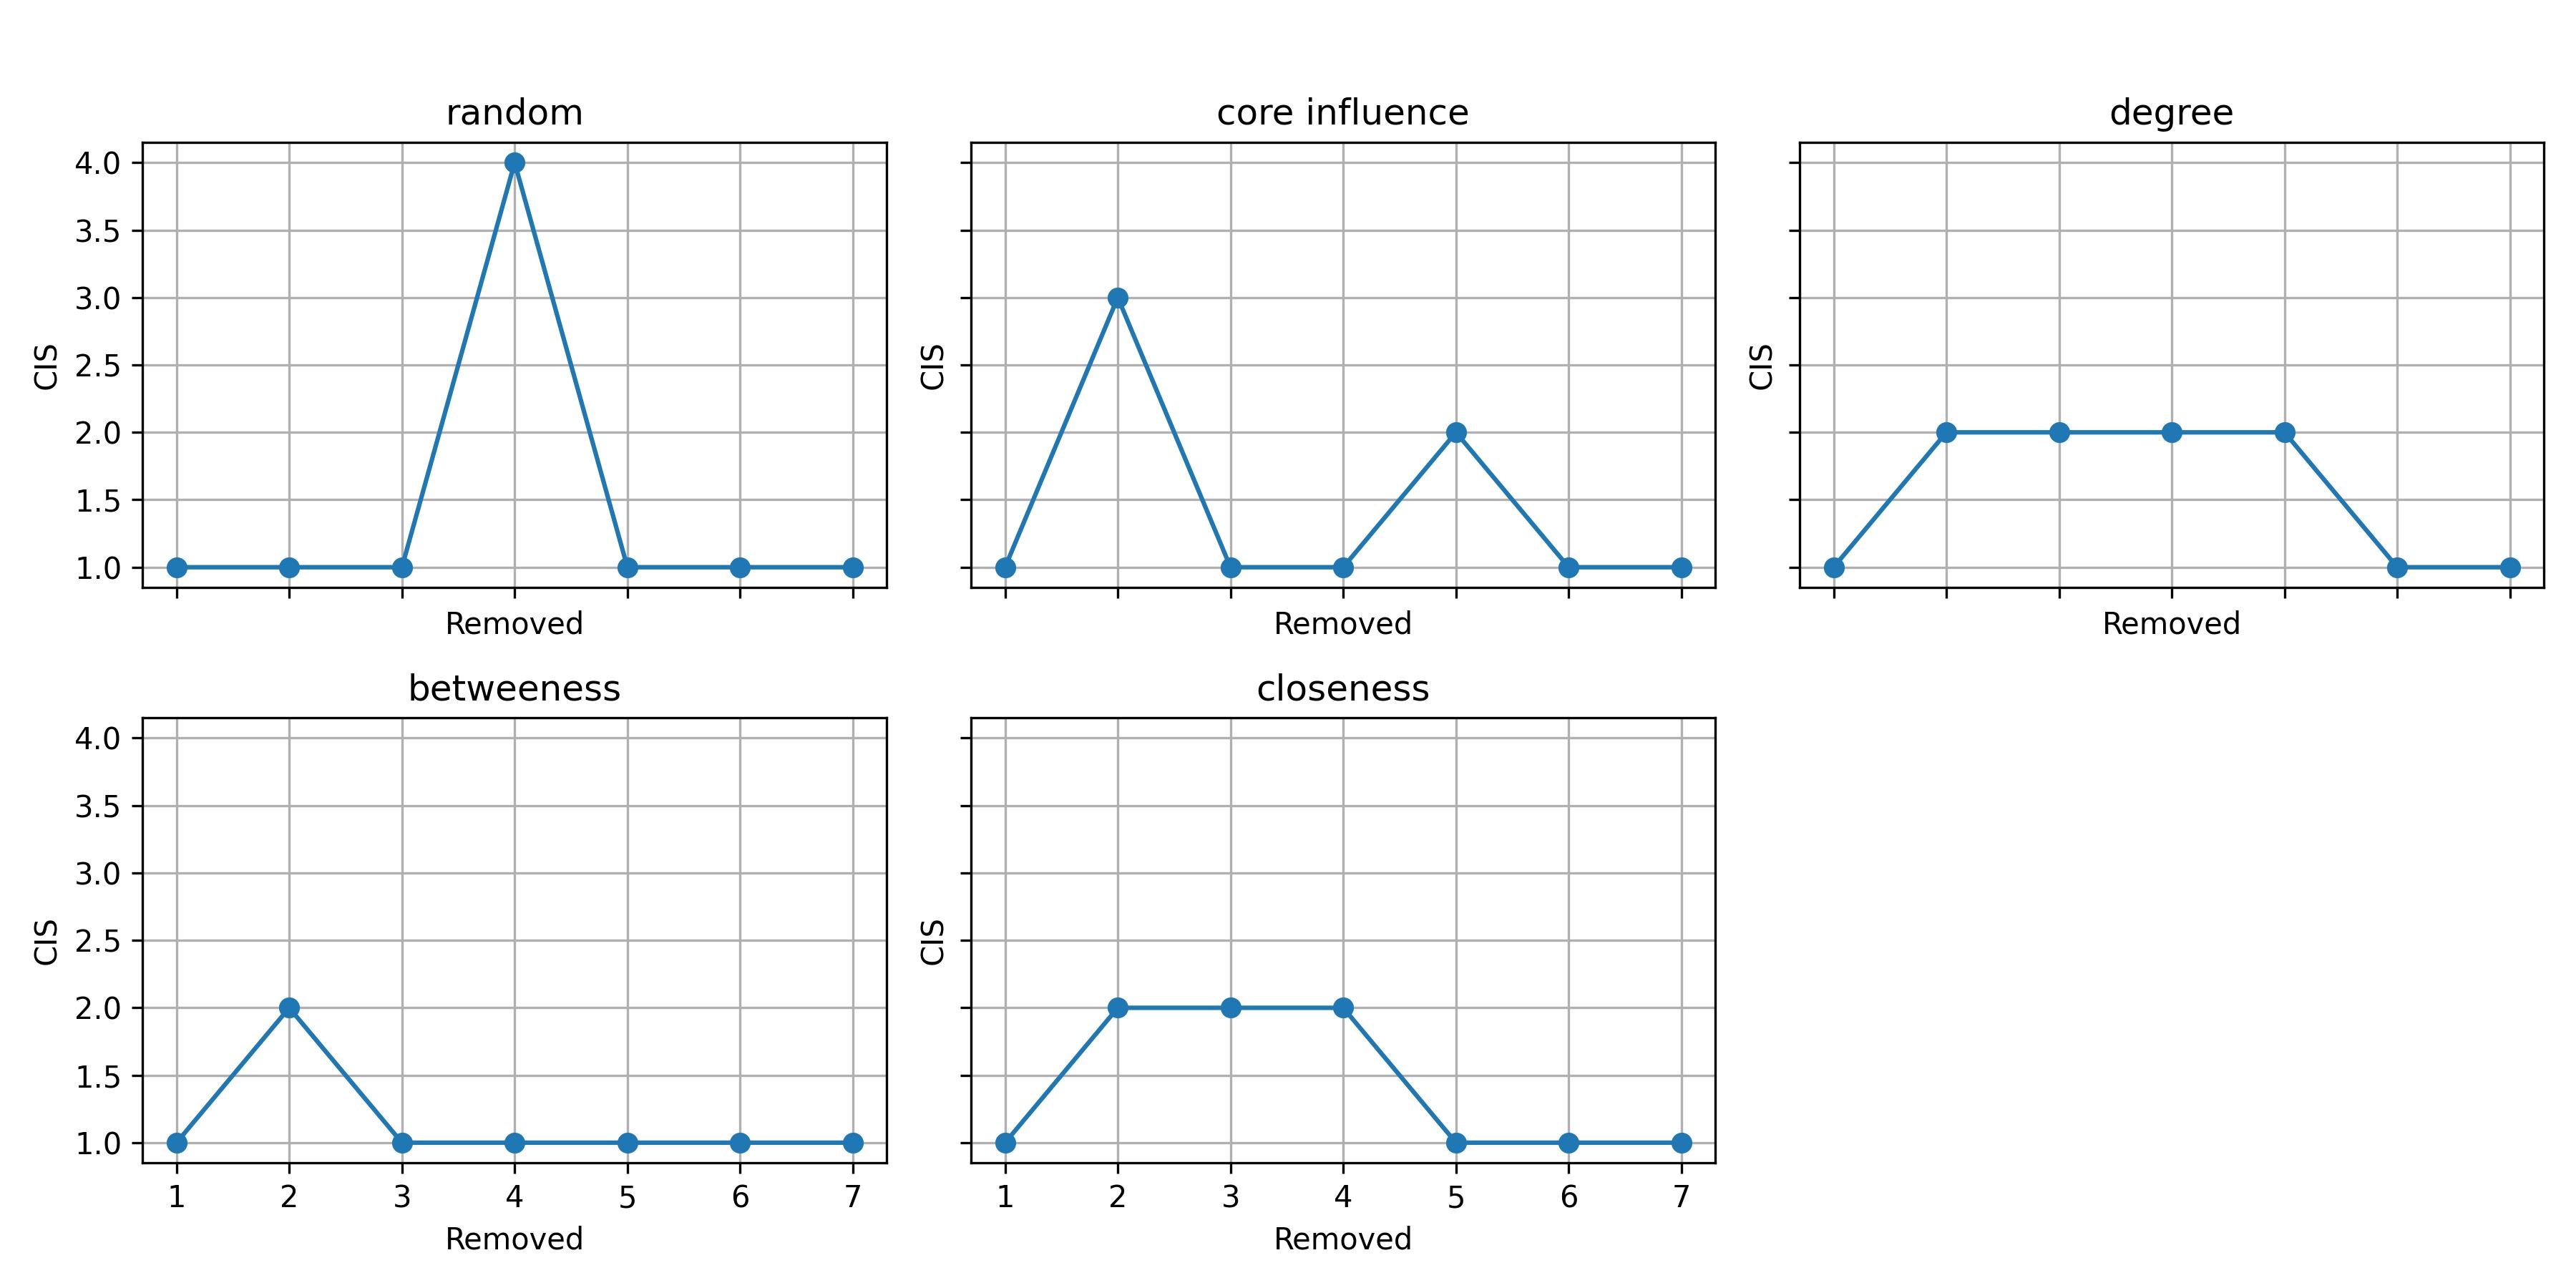 random
4.0
3.5
3.0
2.5
2.0
1.5
1.0
CIS
Removed
core influence
CIS
Removed
degree
CIS
Removed
betweeness
4.0
3.5
3.0
2.5
2.0
1.5
1.0
CIS
1 2 3 4 5 6 7
Removed
closeness
CIS
1 2 3 4 5 6 7
Removed